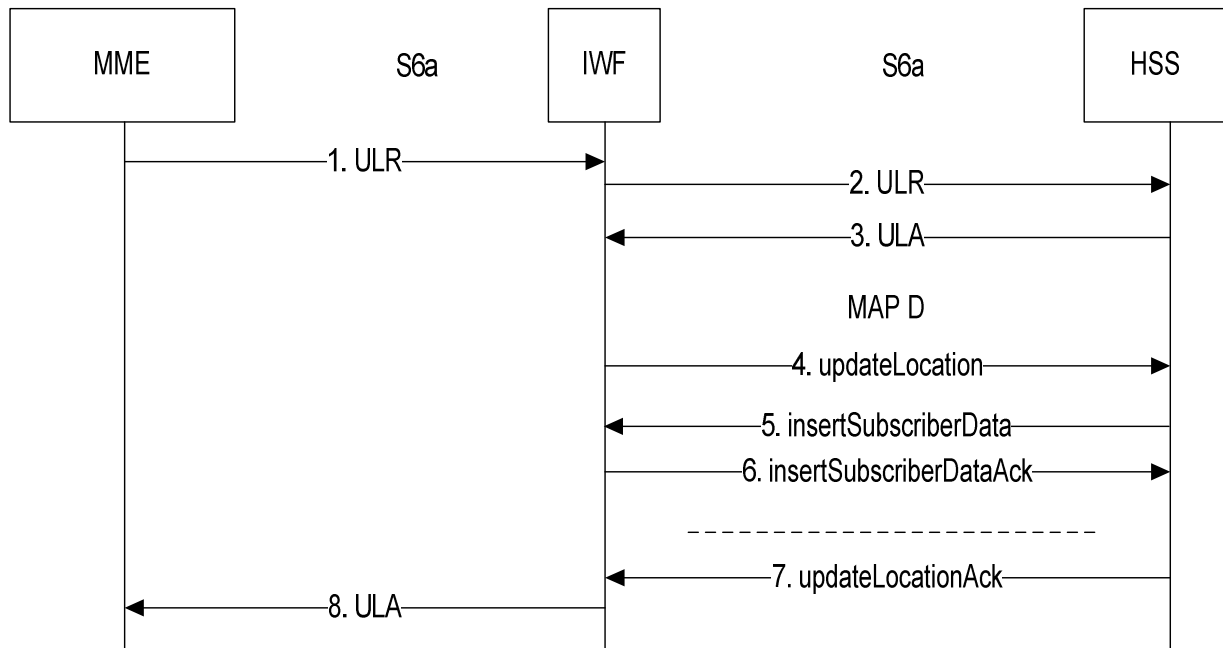 MME
S6a
IWF
S6a
HSS
1. ULR
2. ULR
3. ULA
MAP D
4. updateLocation
5. insertSubscriberData
6. insertSubscriberDataAck
7. updateLocationAck
8. ULA